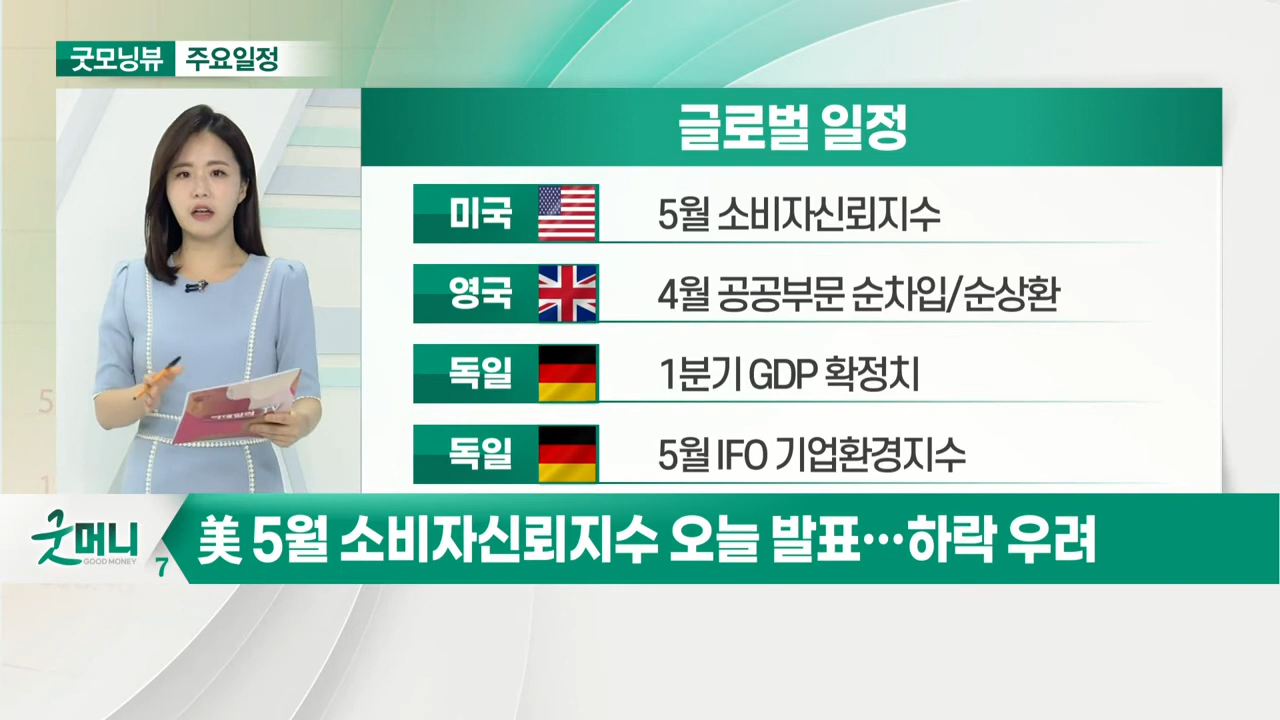 굿모닝뷰 주요일정
글로벌 일정
미국 5월 소비자신뢰지수
영국 4월 공공부문 순차입/순상환
독일 1분기 GDP 확정치
독일 5월 IFO 기업환경지수
굿머니
GOOD MONEY
7
美 5월 소비자신뢰지수 오늘 발표…하락 우려
5
1
TV